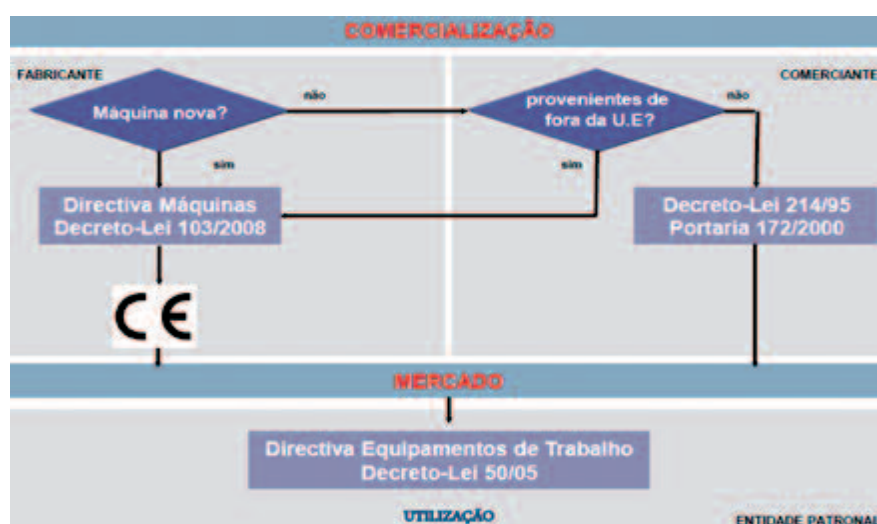 COMERCIALIZAÇÃO
FABRICANTE
COMERCIANTE
Máquina nova?
não
provenientes de
fora da U.E?
não
sim
sim
Directiva Máquinas
Decreto-Lei 103/2008
Decreto-Lei 214/95
Portaria 172/2000
CE
MERCADO
Directiva Equipamentos de Trabalho
Decreto-Lei 50/05
UTILIZAÇÃO
ENTIDADE PATRONAL